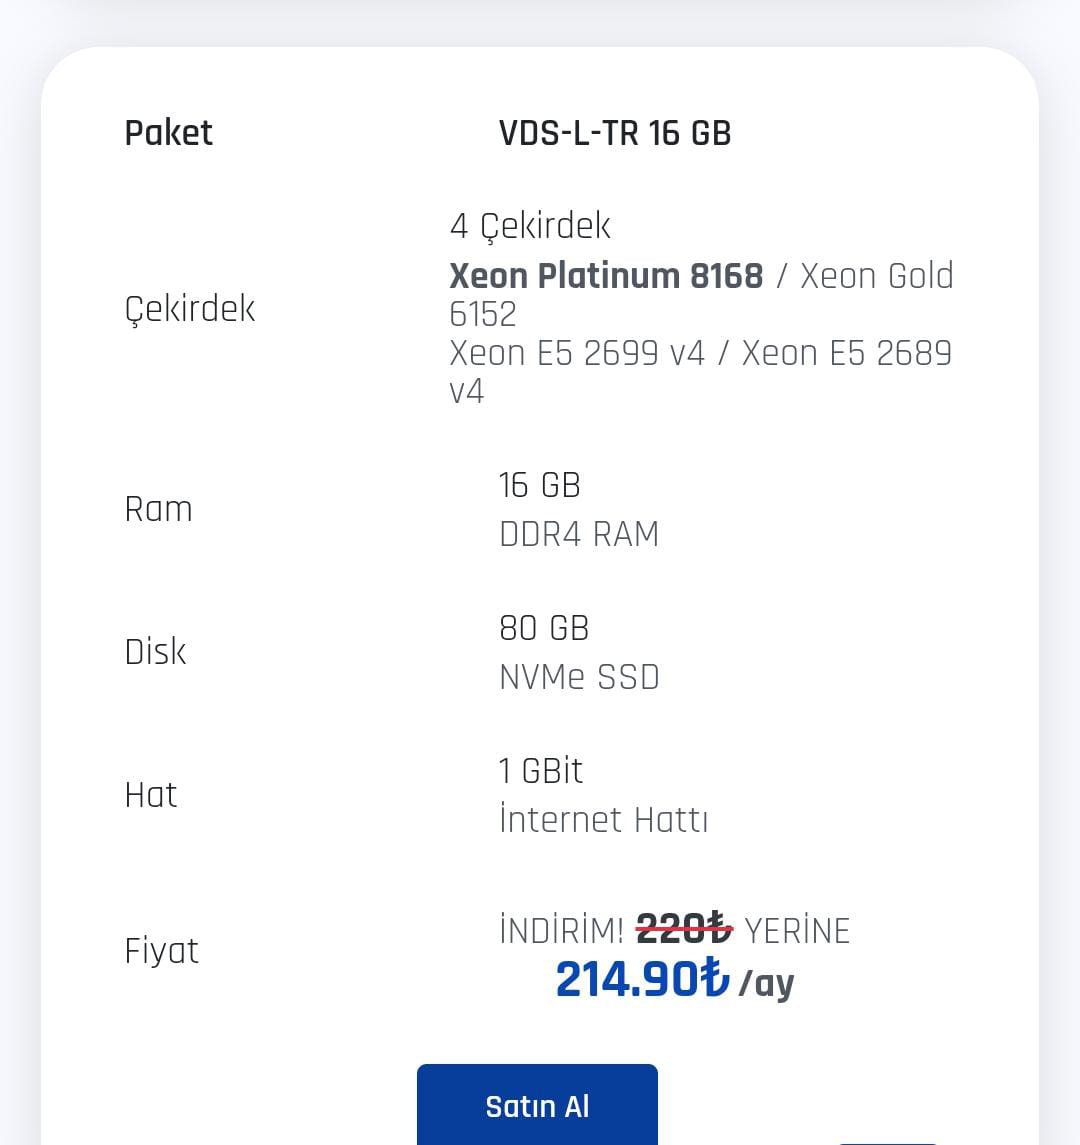 Paket
VDS-L-TR 16 GB
Çekirdek
4 Çekirdek
Xeon Platinum 8168 / Xeon Gold
6152
Xeon E5 2699 v4 / Xeon E5 2689
v4
Ram
16 GB
DDR4 RAM
Disk
80 GB
NVMe SSD
Hat
1 GBit
İnternet Hattı
Fiyat
İNDİRİM! 220₺ YERİNE
214.90₺ /ay
Satın Al